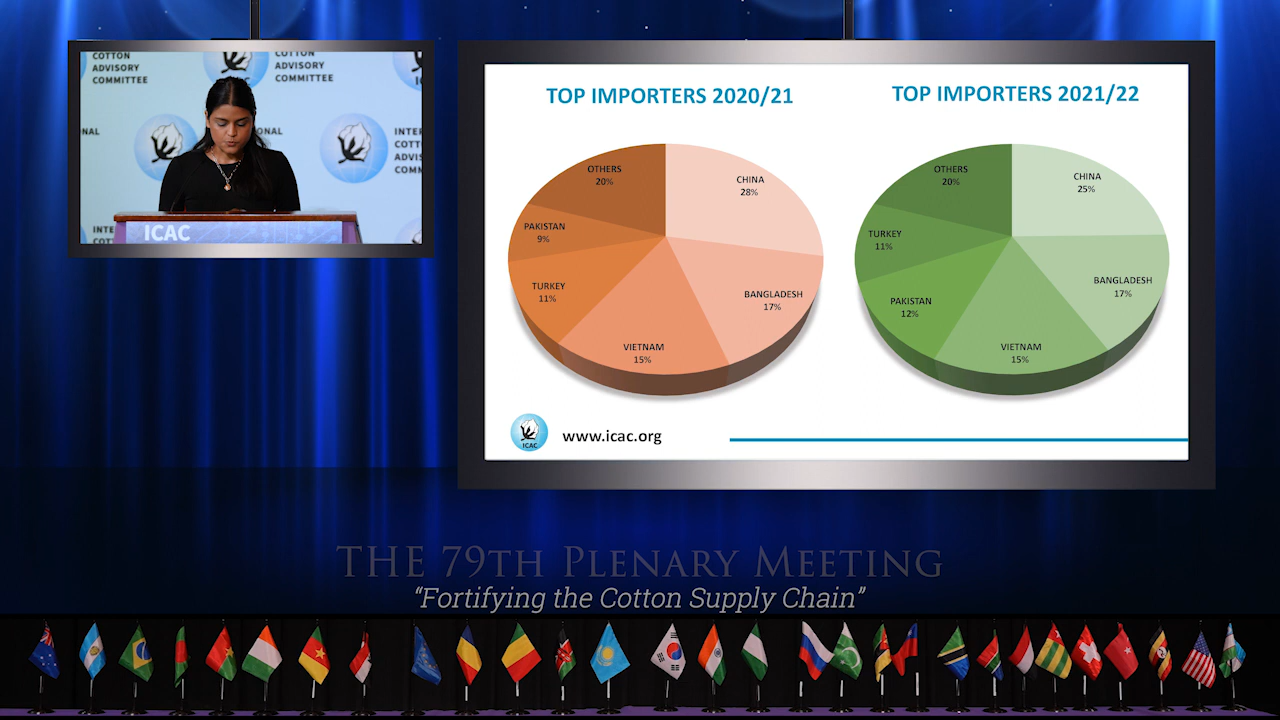 COTTON
ADVISORY
COMMITTEE
COTTON
ADVISORY
COMMITTEE
NAL
ONAL
INTE
COTT
ADVIS
COMM
INTE
COT
ICAC
TOP IMPORTERS 2020/21
OTHERS
20%
CHINA
28%
PAKISTAN
9%
TURKEY
11%
BANGLADESH
17%
VIETNAM
15%
TOP IMPORTERS 2021/22
OTHERS
20%
CHINA
25%
TURKEY
11%
BANGLADESH
17%
PAKISTAN
12%
VIETNAM
15%
ICAC
www.icac.org
THE 79TH PLENARY MEETING
“Fortifying the Cotton Supply Chain”